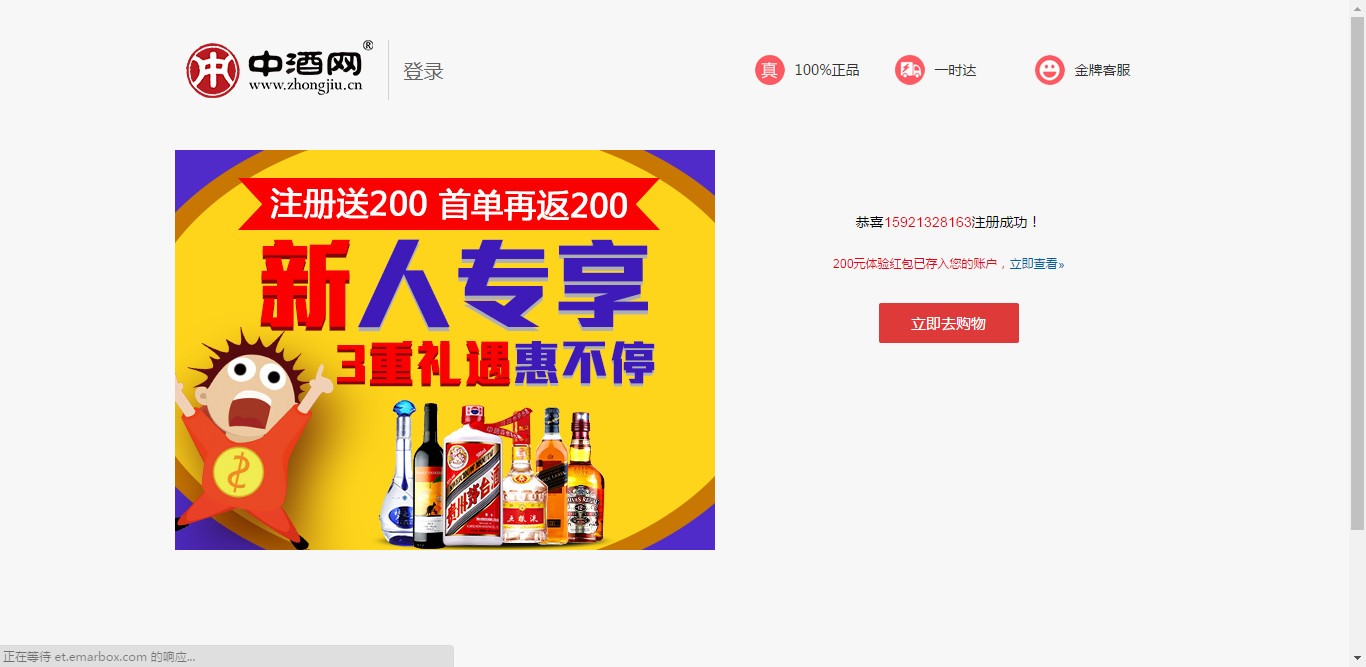 中酒网®
www.zhongjiu.cn
登录
真 100%正品
一时达
金牌客服
注册送200 首单再返200
新人专享
3重礼遇惠不停
贵州茅台酒
五粮液
CHIVAS REGAL
恭喜15921328163注册成功！
200元体验红包已存入您的账户，立即查看»
立即去购物
正在等待 et.emarbox.com 的响应...